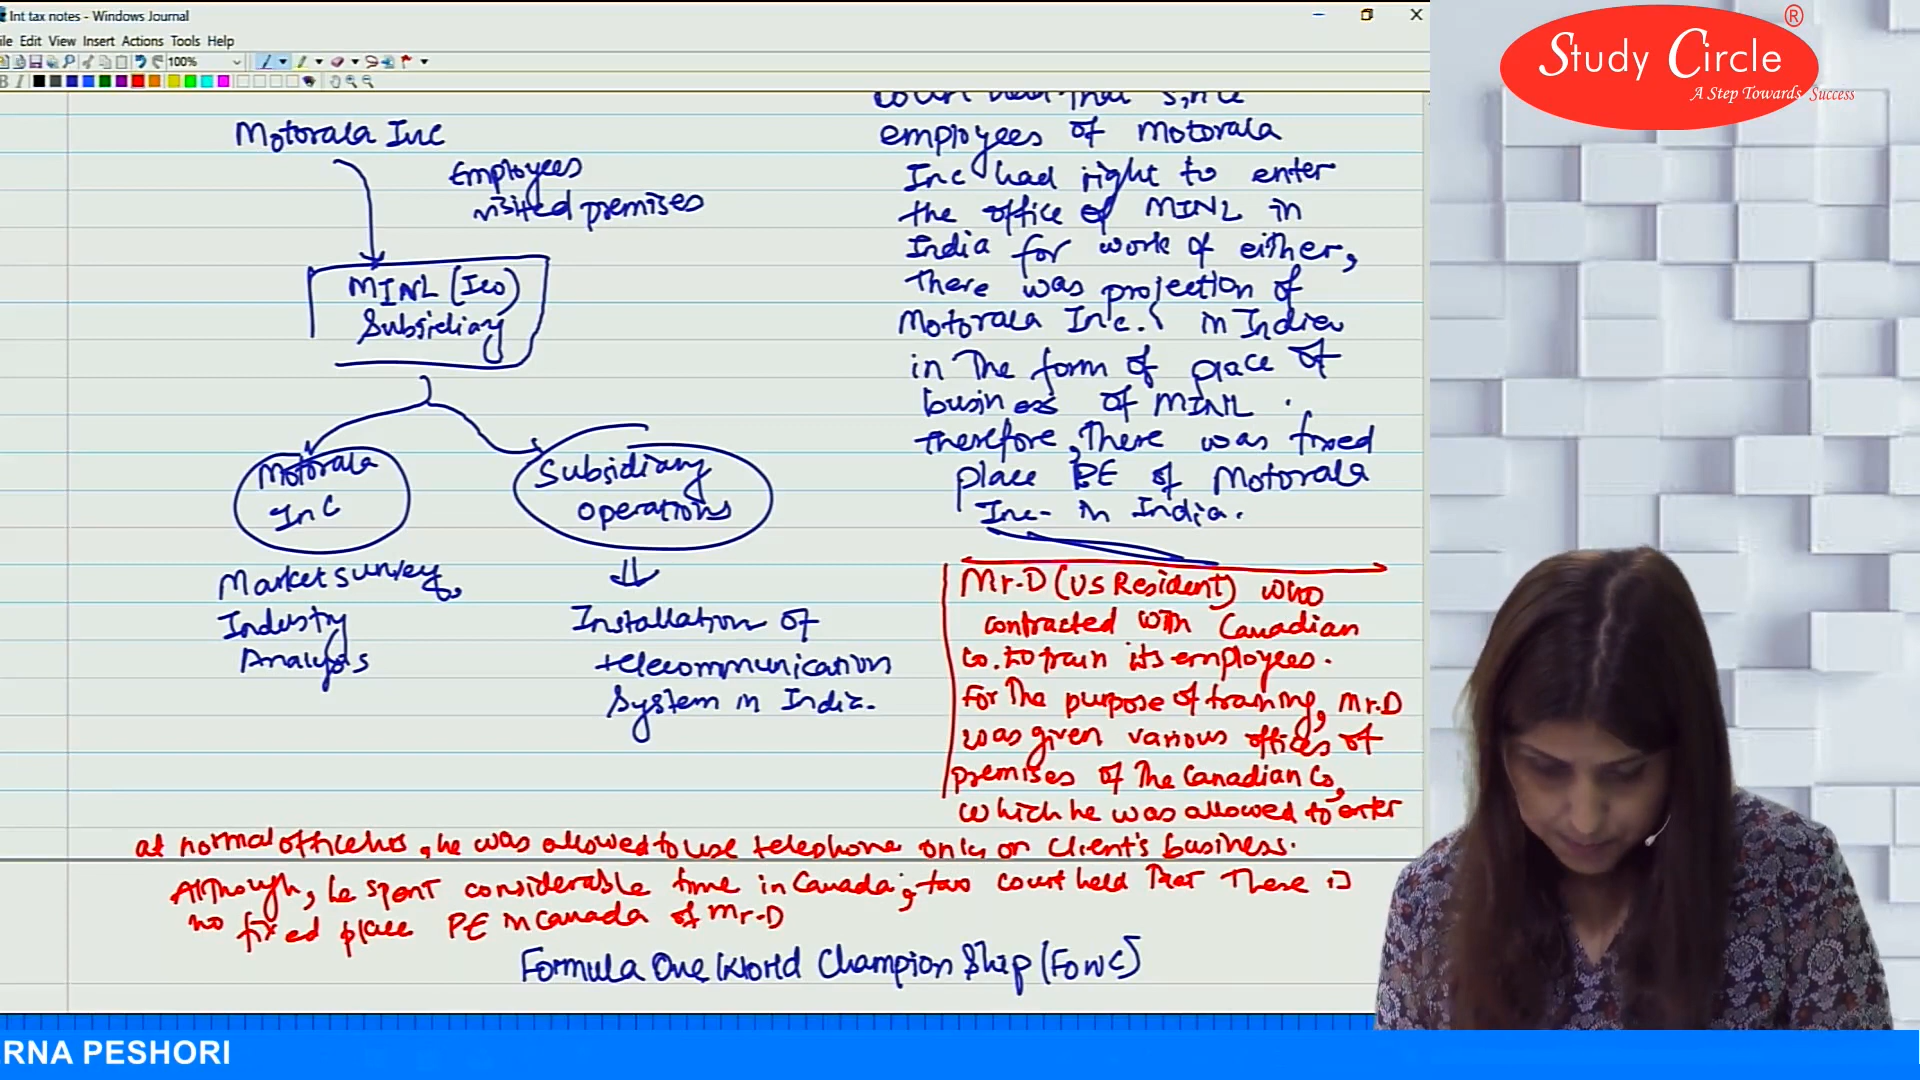 Int tax notes - Windows Journal
ile Edit View Insert Actions Tools Help
100%
B I
Study Circle ®
A Step Towards Success
Motorala Inc
Employees
visited premises
MINL (Ico)
Subsidiary
Motorala
Inc
Subsidiary
operations
Market survey,
Industry
Analysis
Installation of
telecommunication
System in India.
court held that since
employees of Motorala
Inc had right to enter
the office of MINL in
India for work of either,
there was projection of
Motorala Inc. in India
in the form of place of
business of MINL.
therefore, there was fixed
place PE of Motorala
Inc- in India.
Mr.D (US Resident) who
contracted with Canadian
Co. to train its employees.
For the purpose of training, Mr.D
was given various offices of
premises of the Canadian Co,
which he was allowed to enter
at normal office hrs, he was allowed to use telephone only on client's business.
Although, he spent considerable time in Canada, tax court held that there is
no fixed place PE in Canada of Mr-D
Formula One World Champion Ship (FOWC)
RNA PESHORI